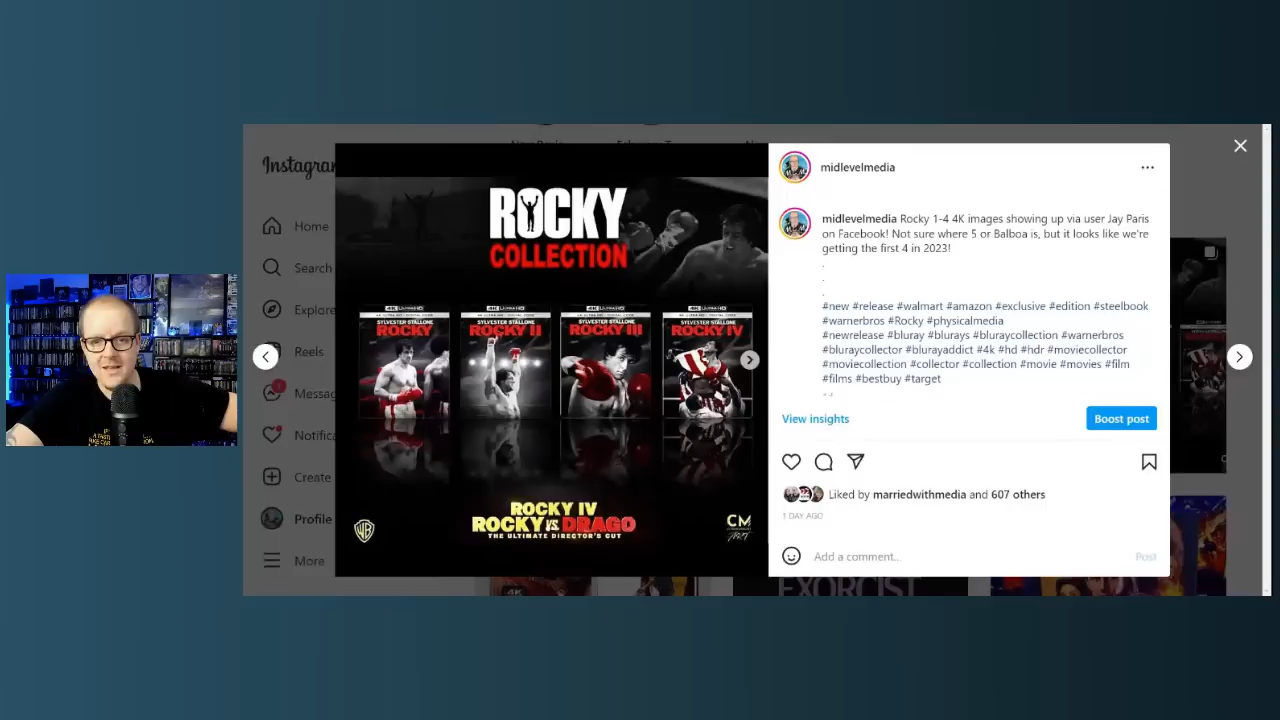 Instagram
Home
Search
Explore
Reels
Messag
Notifica
Create
Profile
More
ROCKY
COLLECTION
SYLVESTER STALLONE
ROCKY
SYLVESTER STALLONE
ROCKY II
SYLVESTER STALLONE
ROCKY III
SYLVESTER STALLONE
ROCKY IV
ROCKY IV
ROCKY VS DRAGO
THE ULTIMATE DIRECTOR'S CUT
WB
CM
midlevelmedia
midlevelmedia Rocky 1-4 4K images showing up via user Jay Paris
on Facebook! Not sure where 5 or Balboa is, but it looks like we're
getting the first 4 in 2023!
.
.
.
#new #release #walmart #amazon #exclusive #edition #steelbook
#warnerbros #Rocky #physicalmedia
#newrelease #bluray #blurays #bluraycollection #warnerbros
#bluraycollector #blurayaddict #4k #hd #hdr #moviecollector
#moviecollection #collector #collection #movie #movies #film
#films #bestbuy #target
View insights
Boost post
Liked by marriedwithmedia and 607 others
1 DAY AGO
Add a comment...
Post
EXORCIST
4K